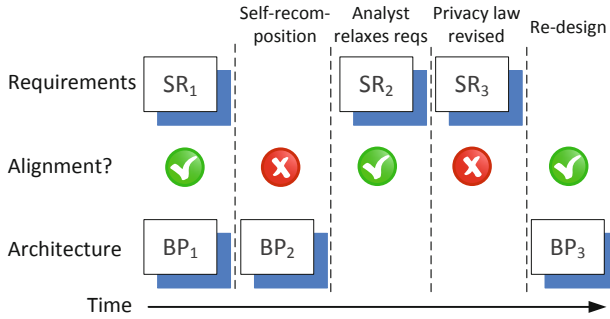 Self-recom-
position
Analyst
relaxes reqs
Privacy law
revised
Re-design
Requirements
SR₁
SR₂
SR₃
Alignment?
Architecture
BP₁
BP₂
BP₃
Time